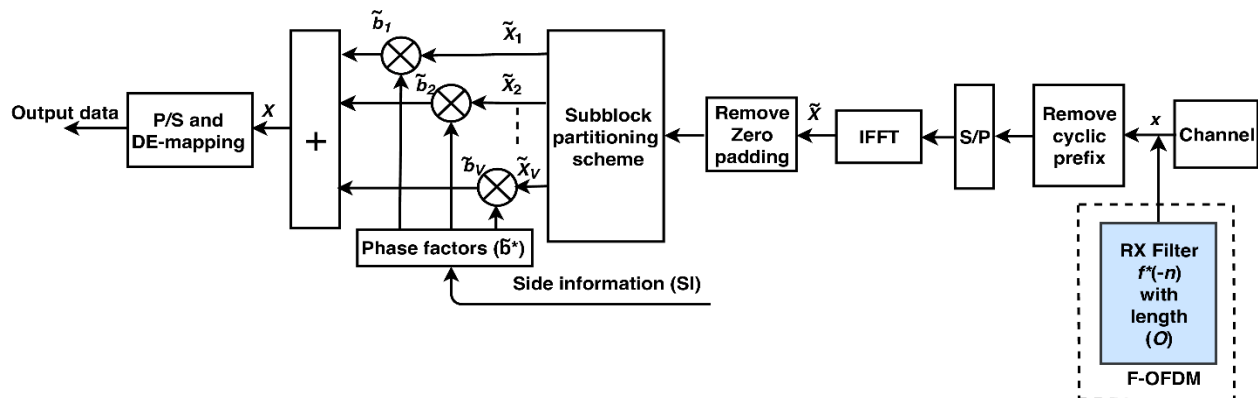 Output data
P/S and
DE-mapping
X
+
b̃1
b̃2
b̃V
X̃1
X̃2
X̃V
Phase factors (b̃*)
Side information (SI)
Subblock
partitioning
scheme
Remove
Zero
padding
X̃
IFFT
S/P
Remove
cyclic
prefix
x
Channel
RX Filter
f*(-n)
with
length
(O)
F-OFDM